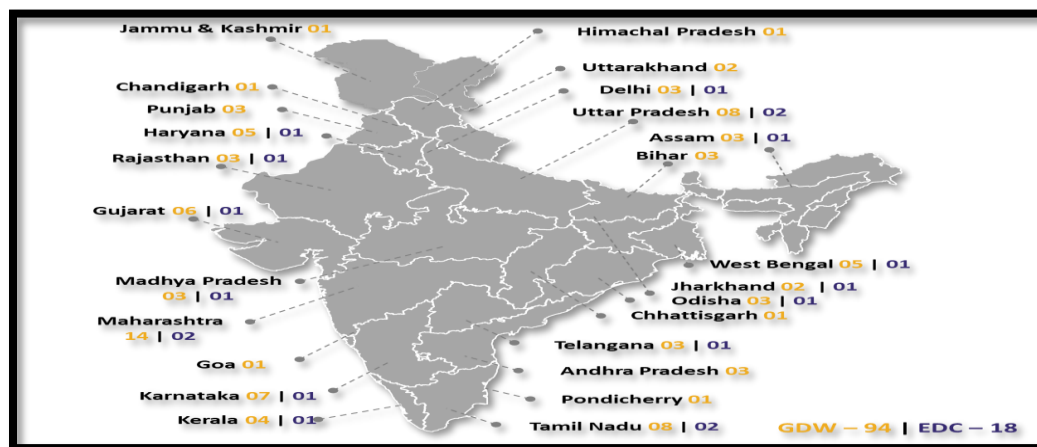 Jammu & Kashmir 01
Himachal Pradesh 01
Uttarakhand 02
Chandigarh 01
Delhi 03 | 01
Punjab 03
Uttar Pradesh 08 | 02
Haryana 05 | 01
Assam 03 | 01
Rajasthan 03 | 01
Bihar 03
Gujarat 06 | 01
West Bengal 05 | 01
Madhya Pradesh
03 | 01
Jharkhand 02 | 01
Odisha 03 | 01
Chhattisgarh 01
Maharashtra
14 | 02
Telangana 03 | 01
Goa 01
Andhra Pradesh 03
Karnataka 07 | 01
Pondicherry 01
Kerala 04 | 01
Tamil Nadu 08 | 02
GDW – 94 | EDC – 18